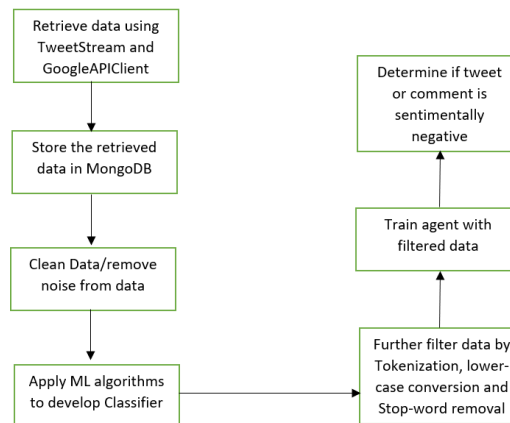 Retrieve data using
TweetStream and
GoogleAPIClient
Store the retrieved
data in MongoDB
Clean Data/remove
noise from data
Apply ML algorithms
to develop Classifier
Further filter data by
Tokenization, lower-
case conversion and
Stop-word removal
Train agent with
filtered data
Determine if tweet
or comment is
sentimentally
negative